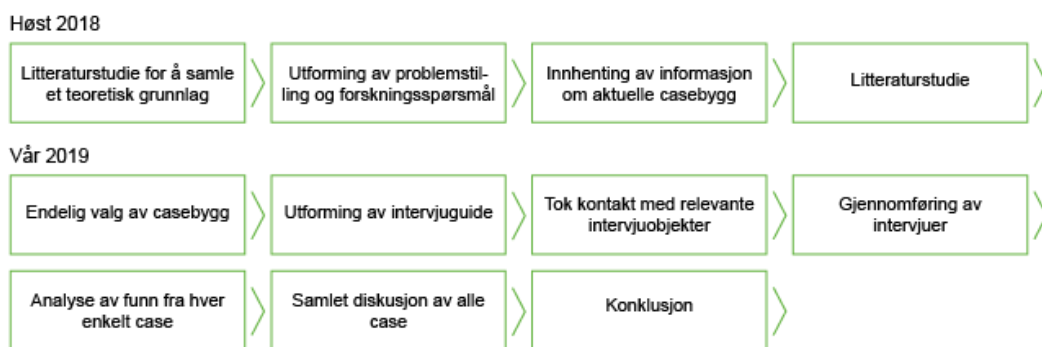 Høst 2018
Litteraturstudie for å samle
et teoretisk grunnlag
Utforming av problemstil-
ling og forskningsspørsmål
Innhenting av informasjon
om aktuelle casebygg
Litteraturstudie
Vår 2019
Endelig valg av casebygg
Utforming av intervjuguide
Tok kontakt med relevante
intervjuobjekter
Gjennomføring av
intervjuer
Analyse av funn fra hver
enkelt case
Samlet diskusjon av alle
case
Konklusjon